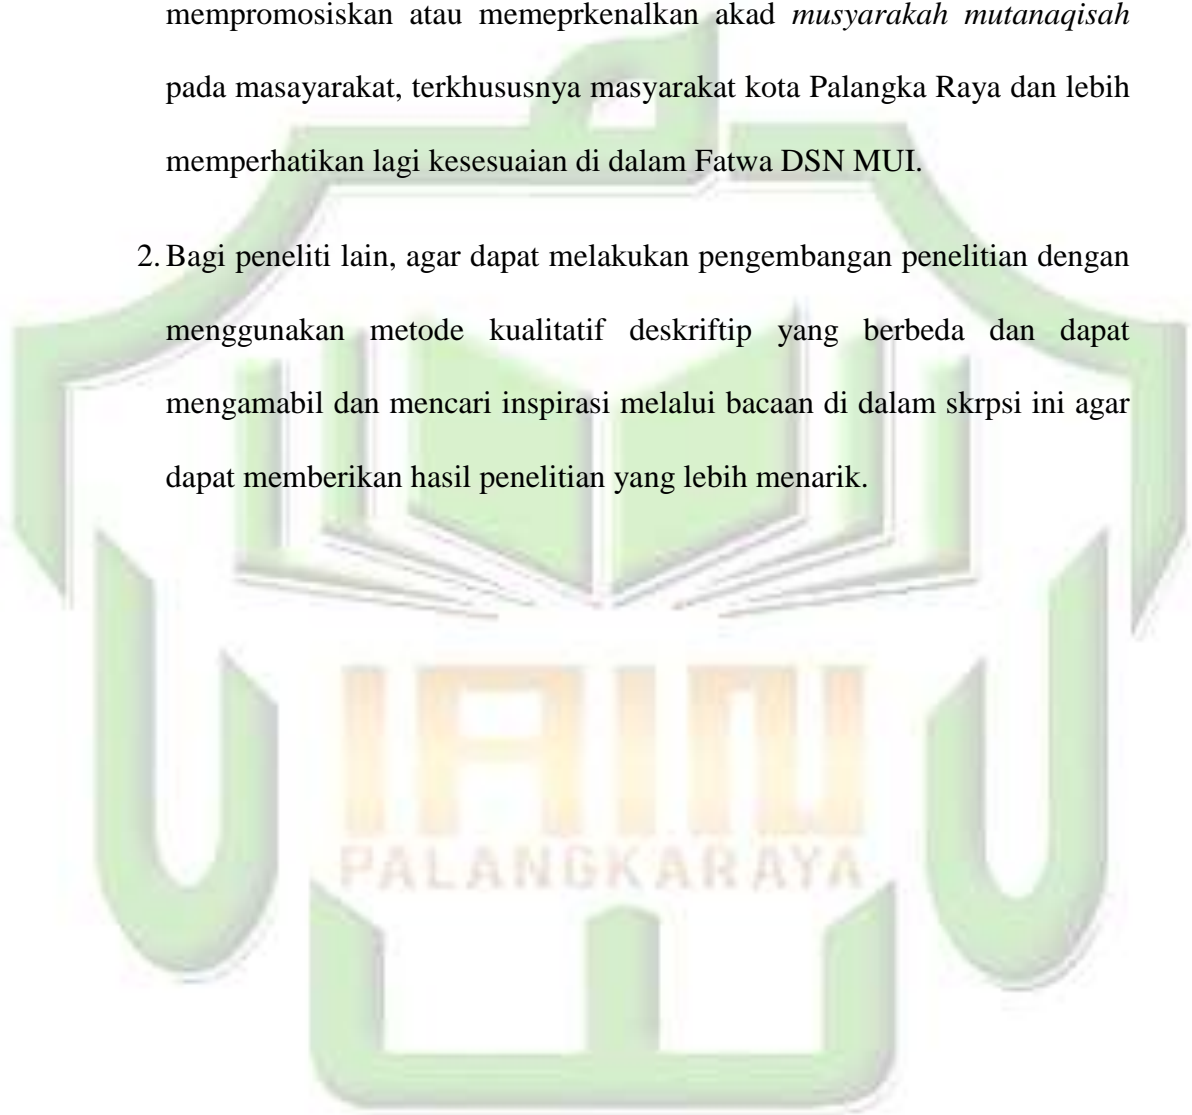 mempromosiskan atau memeprkenalkan akad musyarakah mutanaqisah
pada masayarakat, terkhususnya masyarakat kota Palangka Raya dan lebih
memperhatikan lagi kesesuaian di dalam Fatwa DSN MUI.
2. Bagi peneliti lain, agar dapat melakukan pengembangan penelitian dengan
menggunakan metode kualitatif deskriftip yang berbeda dan dapat
mengamabil dan mencari inspirasi melalui bacaan di dalam skrpsi ini agar
dapat memberikan hasil penelitian yang lebih menarik.
IAIN
PALANGKARAYA